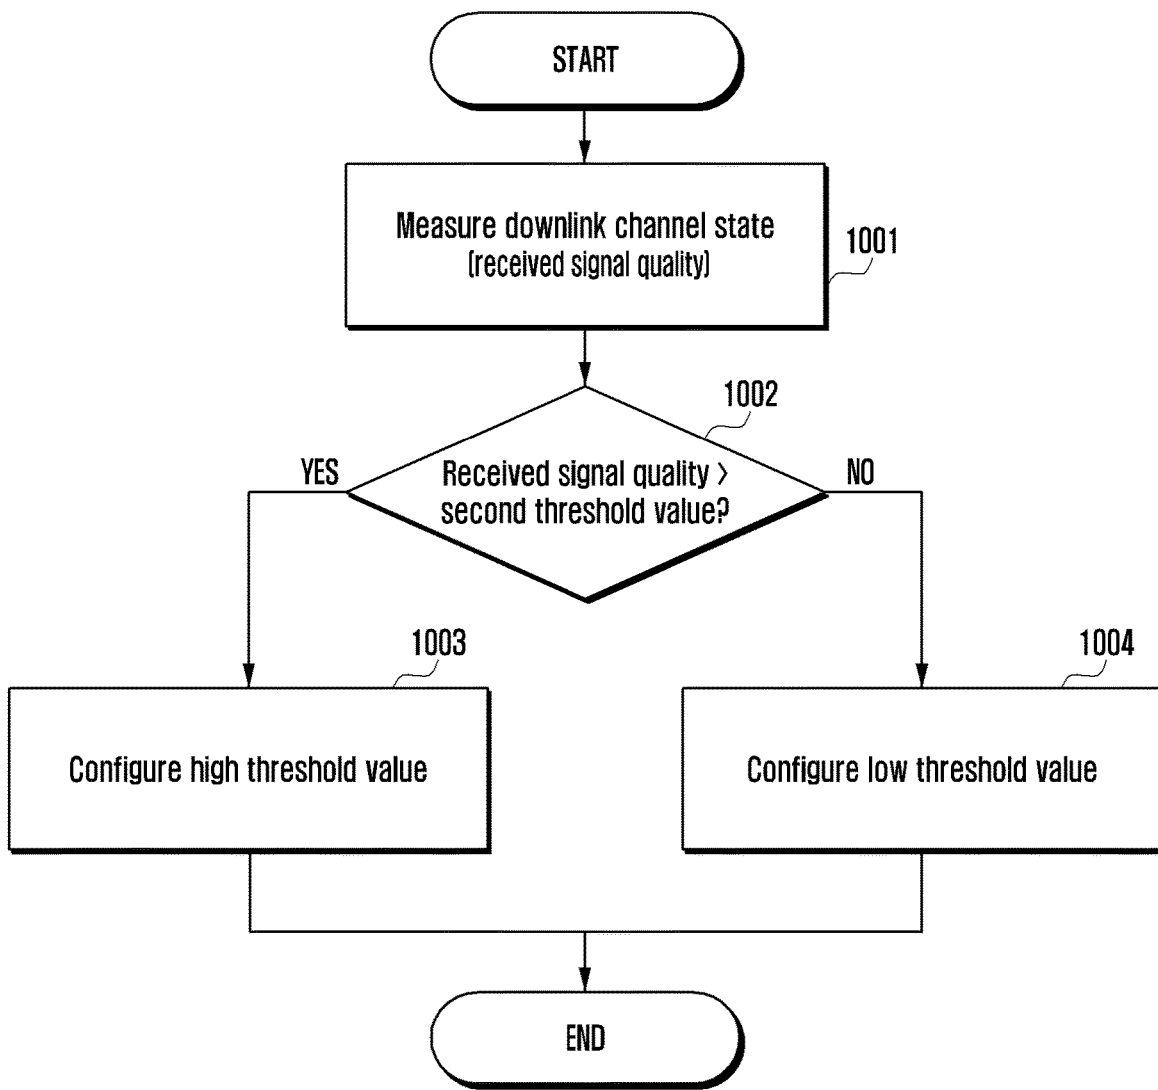 START
Measure downlink channel state
(received signal quality)
1001
1002
YES
Received signal quality >
second threshold value?
NO
1003
1004
Configure high threshold value
Configure low threshold value
END